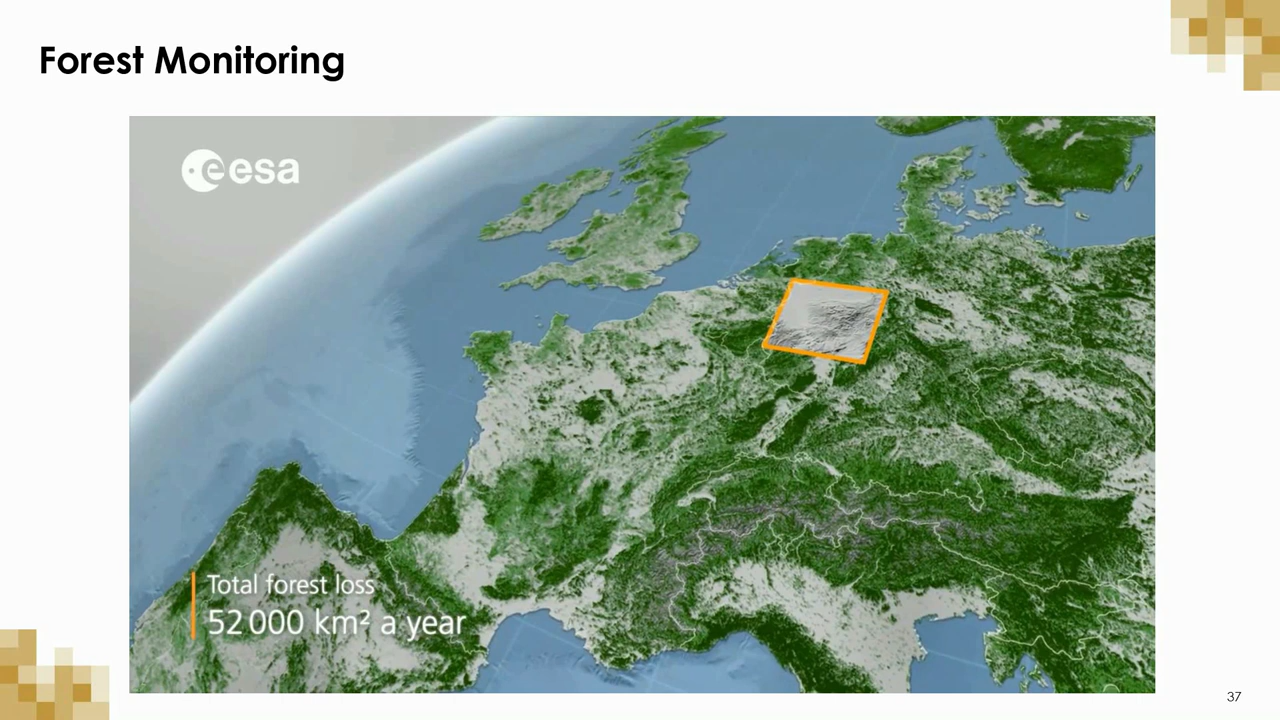 Forest Monitoring
esa
Total forest loss
52 000 km² a year
37